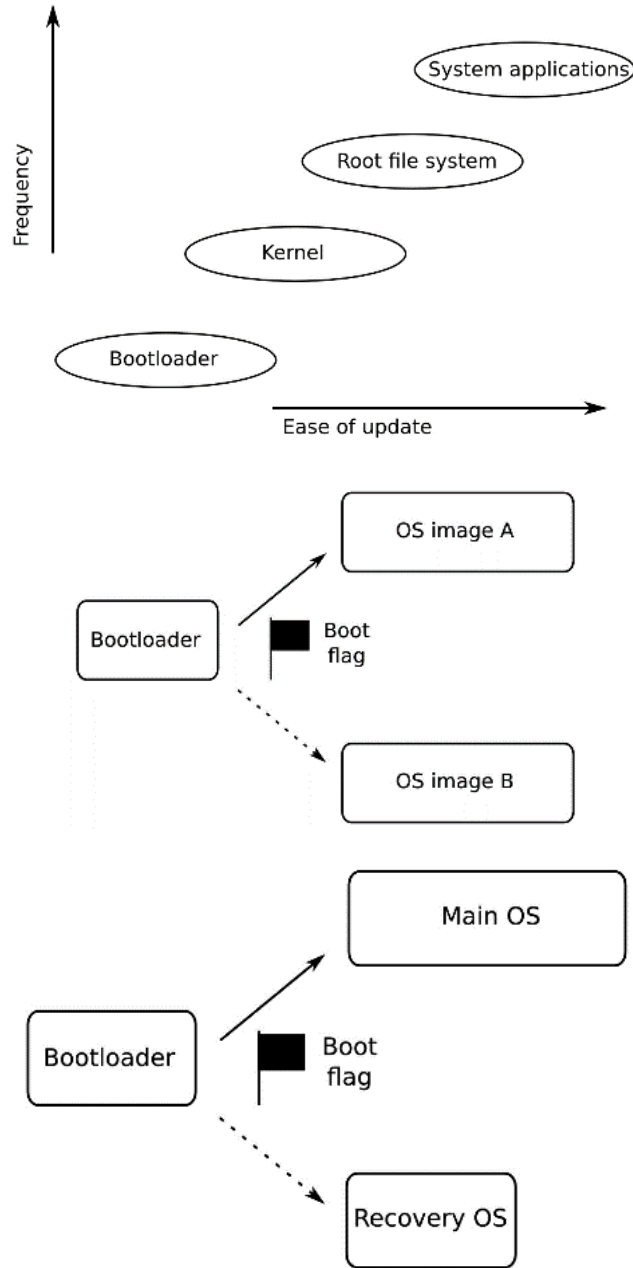 System applications
Root file system
Frequency
Kernel
Bootloader
Ease of update
OS image A
Bootloader
Boot
flag
OS image B
Main OS
Bootloader
Boot
flag
Recovery OS